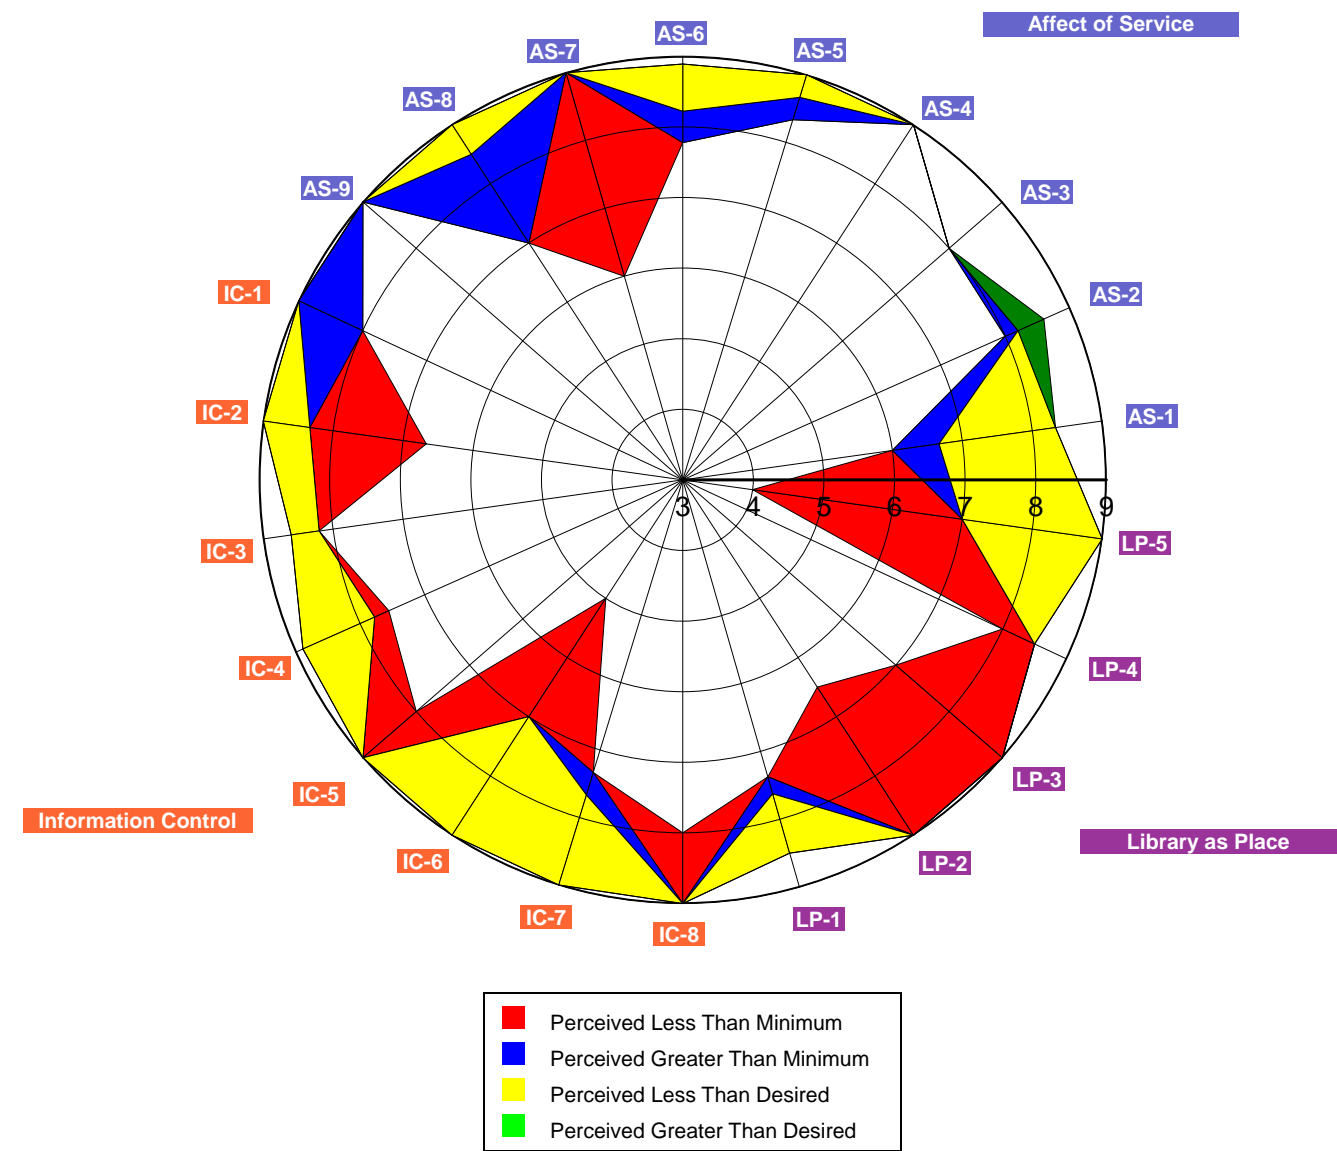 Affect of Service
AS-6
AS-7
AS-5
AS-8
AS-4
AS-9
AS-3
IC-1
AS-2
IC-2
AS-1
3 4 5 6 7 8 9
IC-3
LP-5
IC-4
LP-4
IC-5
LP-3
Information Control
Library as Place
IC-6
LP-2
IC-7
LP-1
IC-8
Perceived Less Than Minimum
Perceived Greater Than Minimum
Perceived Less Than Desired
Perceived Greater Than Desired